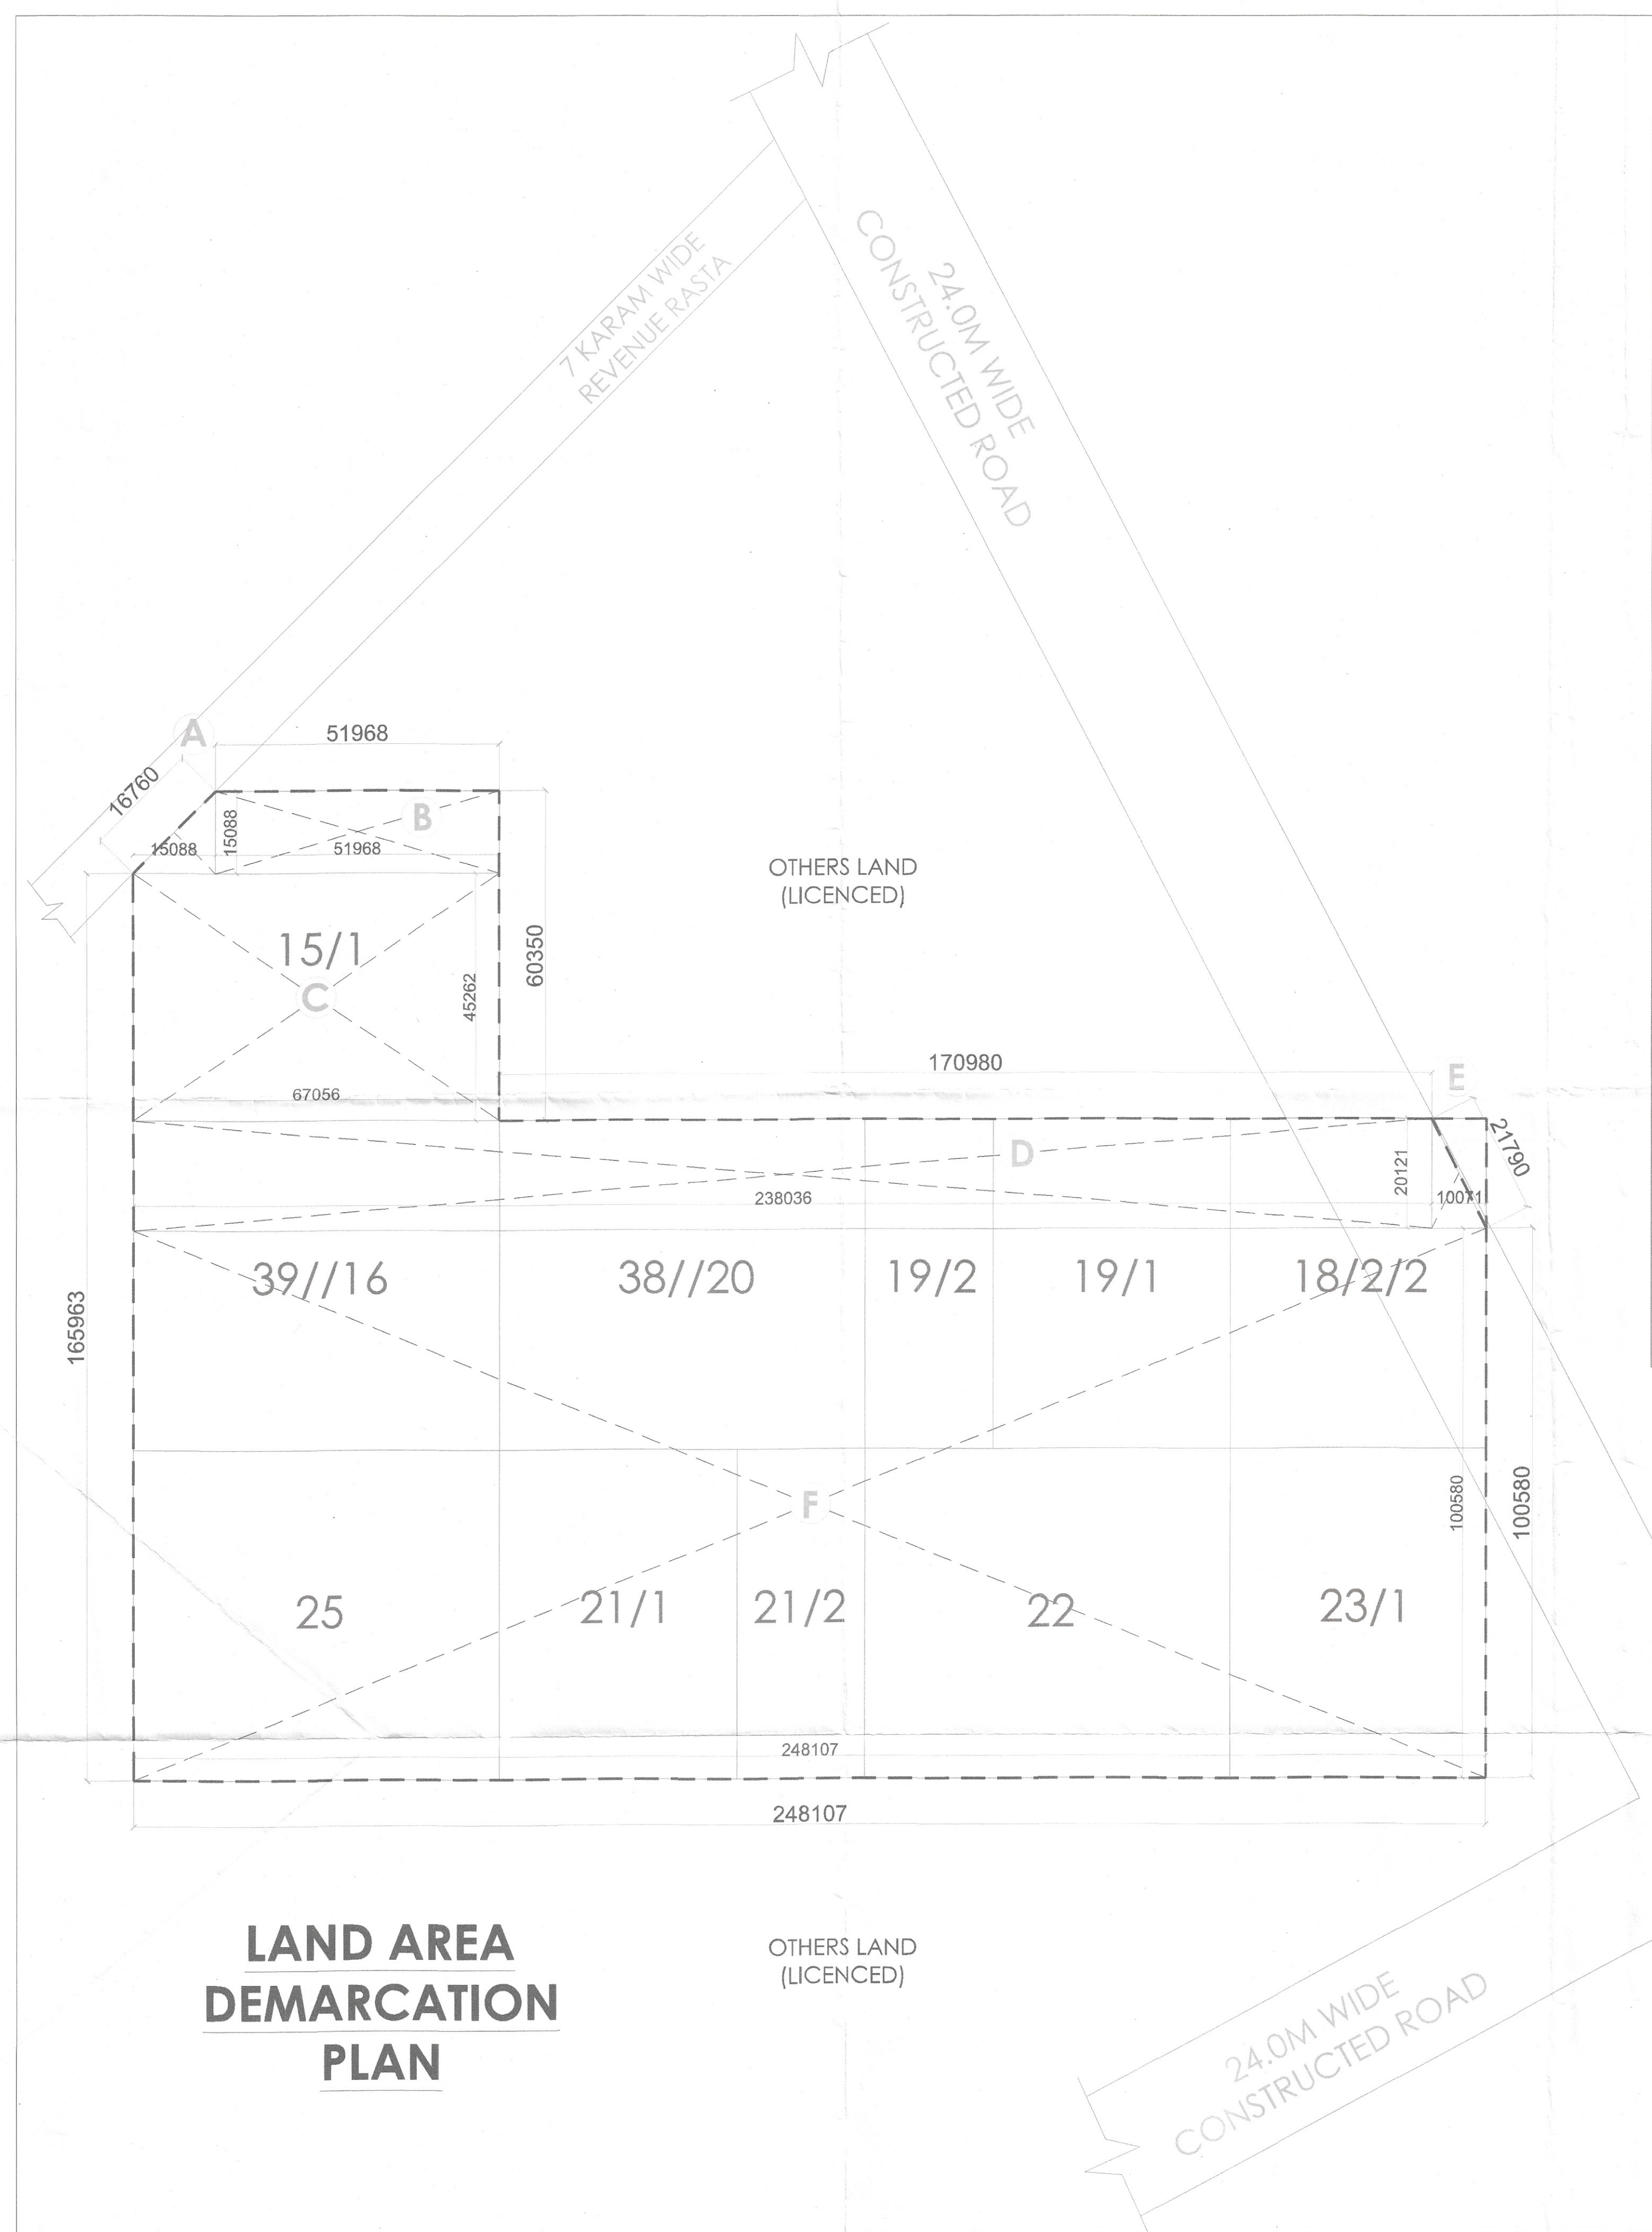 24.0M WIDE
CONSTRUCTED ROAD
7 KARAM WIDE
REVENUE RASTA
A
51968
16760
B
15088
15088
51968
OTHERS LAND
(LICENCED)
15/1
60350
C
45262
170980
E
67056
21790
D
20121
238036
10071
39//16
38//20
19/2
19/1
18/2/2
165963
F
100580
100580
25
21/1
21/2
22
23/1
248107
248107
LAND AREA
DEMARCATION
PLAN
OTHERS LAND
(LICENCED)
24.0M WIDE
CONSTRUCTED ROAD